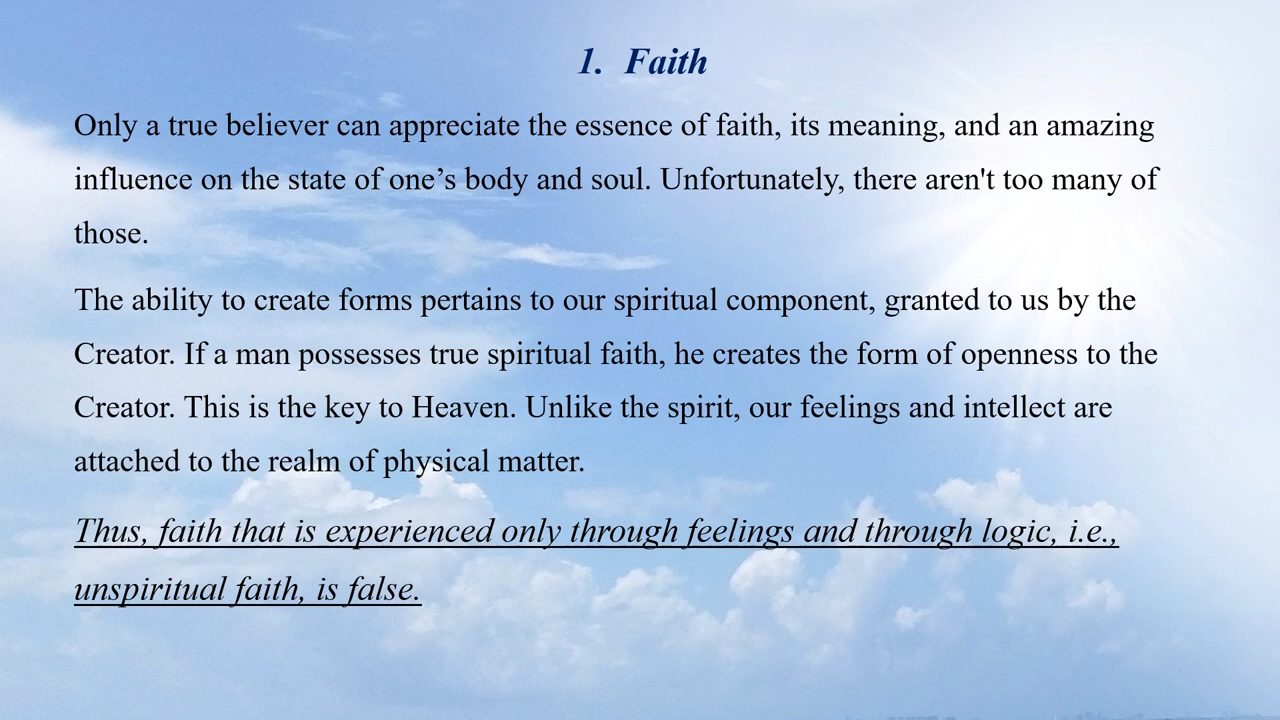 1. Faith
Only a true believer can appreciate the essence of faith, its meaning, and an amazing
influence on the state of one’s body and soul. Unfortunately, there aren't too many of
those.
The ability to create forms pertains to our spiritual component, granted to us by the
Creator. If a man possesses true spiritual faith, he creates the form of openness to the
Creator. This is the key to Heaven. Unlike the spirit, our feelings and intellect are
attached to the realm of physical matter.
Thus, faith that is experienced only through feelings and through logic, i.e.,
unspiritual faith, is false.